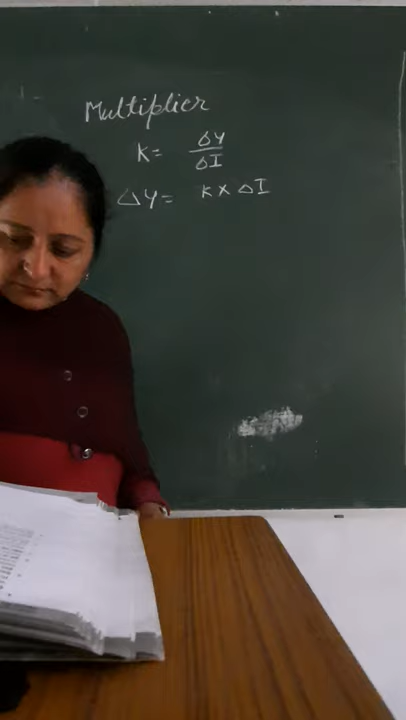 Multiplier
K = ΔY / ΔI
ΔY = K × ΔI